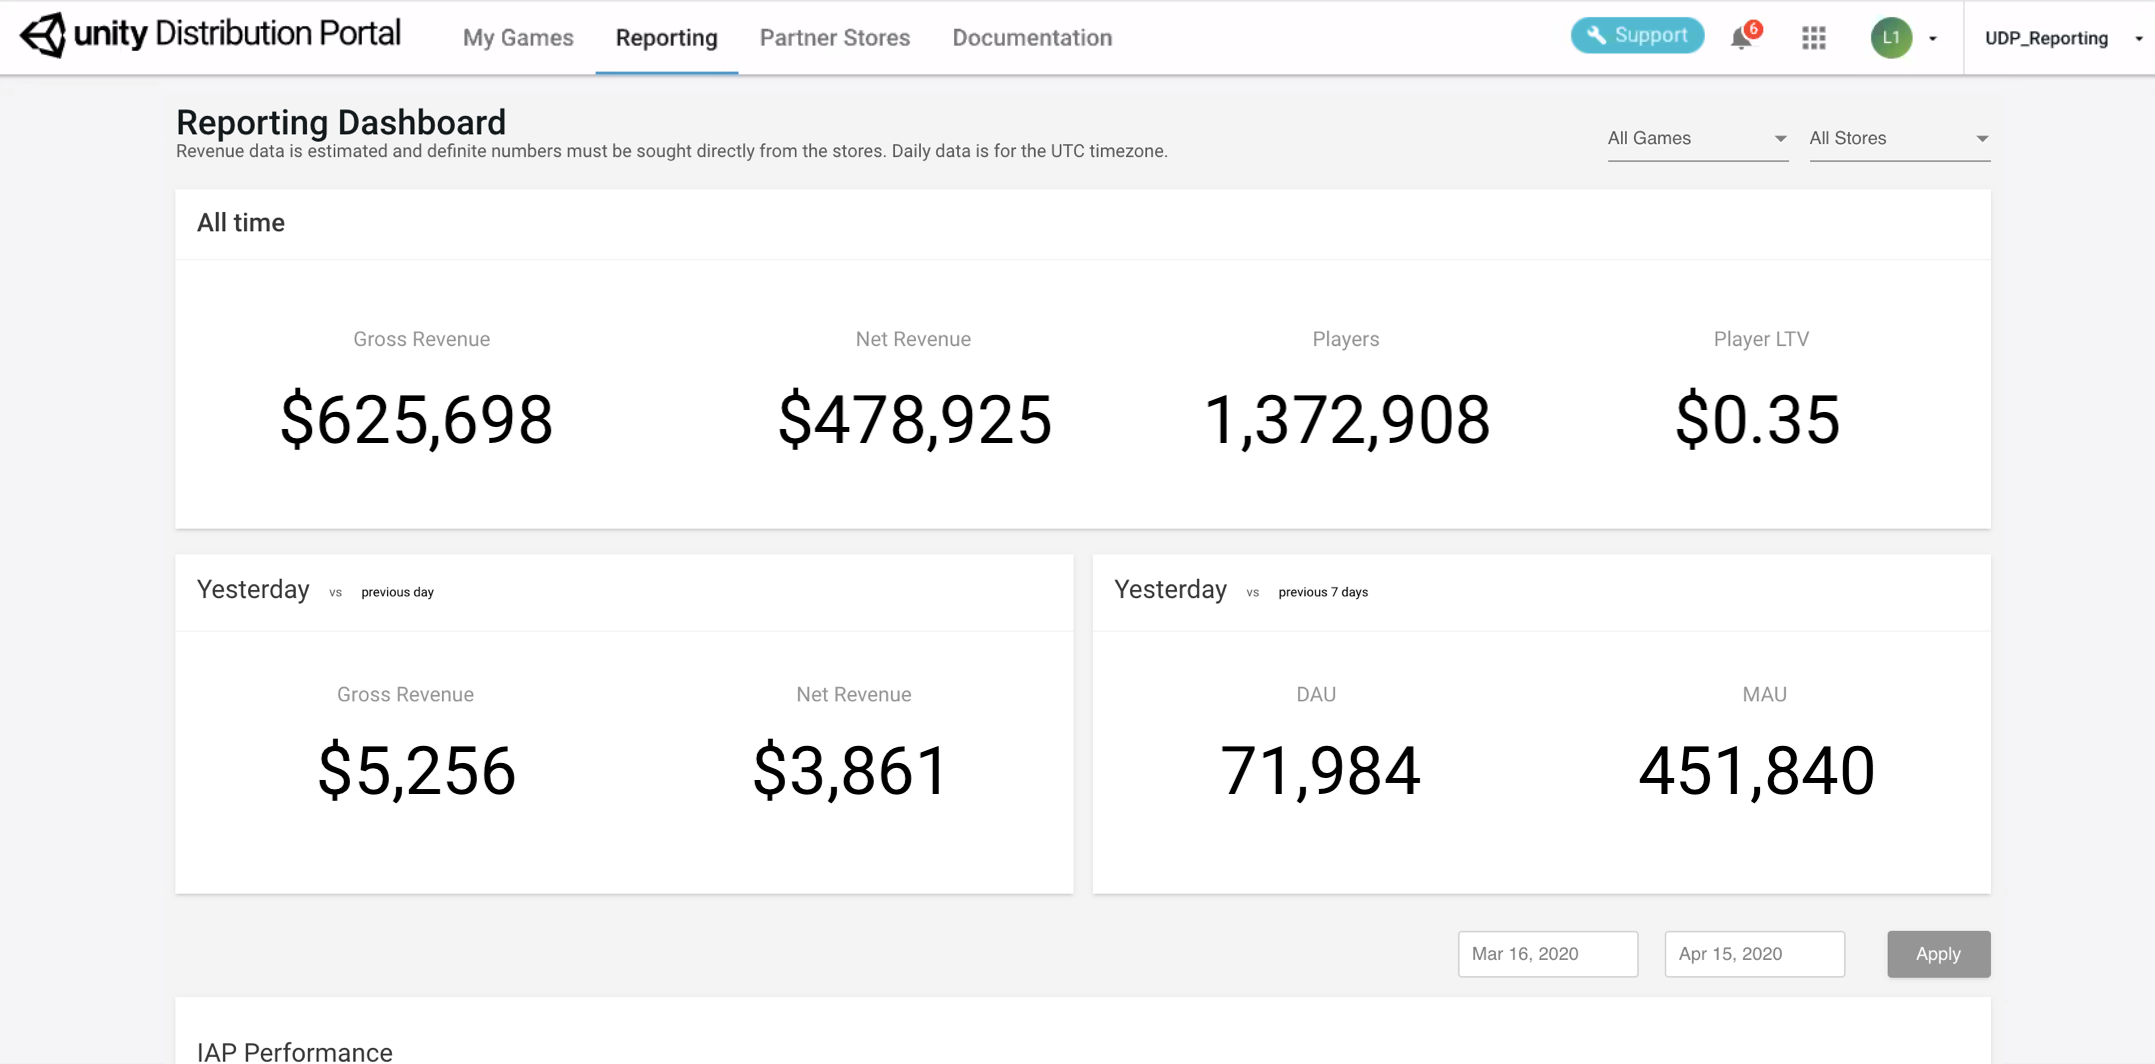 unity Distribution Portal My Games Reporting Partner Stores Documentation Support 6 L1 UDP_Reporting
Reporting Dashboard
Revenue data is estimated and definite numbers must be sought directly from the stores. Daily data is for the UTC timezone.
All Games All Stores
All time
Gross Revenue Net Revenue Players Player LTV
$625,698 $478,925 1,372,908 $0.35
Yesterday vs previous day
Gross Revenue Net Revenue
$5,256 $3,861
Yesterday vs previous 7 days
DAU MAU
71,984 451,840
Mar 16, 2020 Apr 15, 2020 Apply
IAP Performance